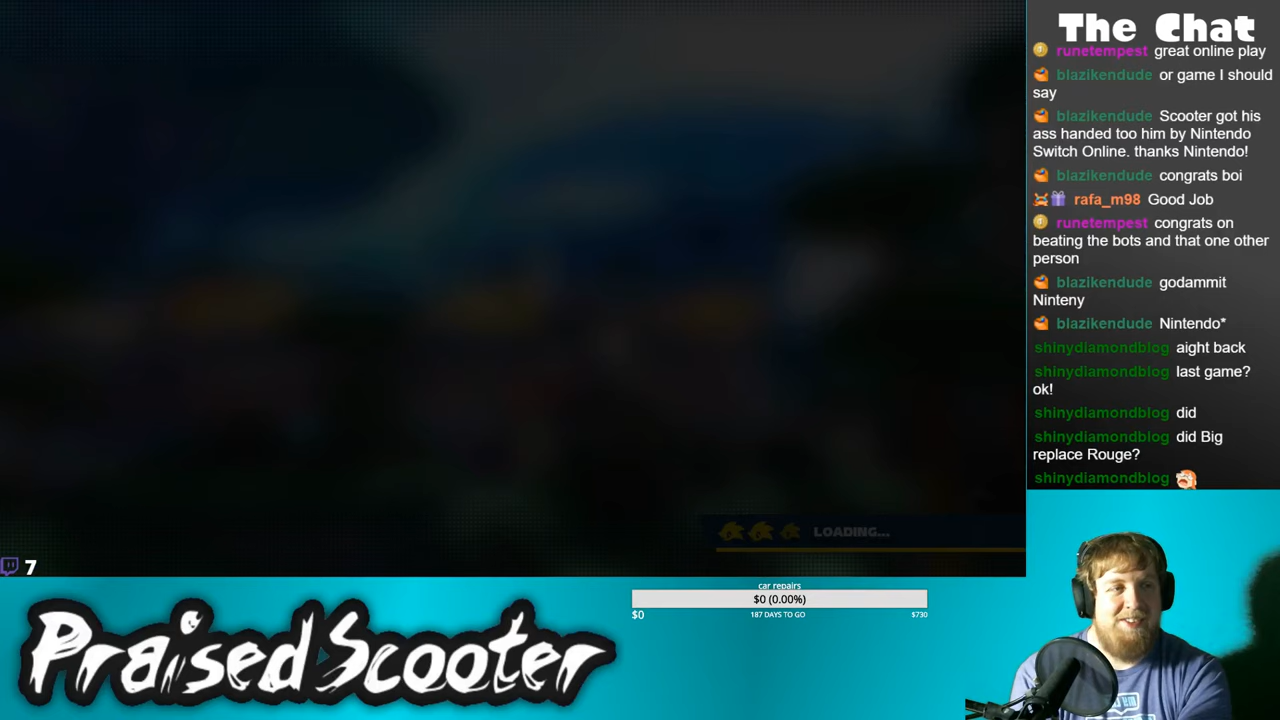 The Chat
runetempest great online play
blazikendude or game I should
say
blazikendude Scooter got his
ass handed too him by Nintendo
Switch Online. thanks Nintendo!
blazikendude congrats boi
rafa_m98 Good Job
runetempest congrats on
beating the bots and that one other
person
blazikendude godammit
Ninteny
blazikendude Nintendo*
shinydiamondblog aight back
shinydiamondblog last game?
ok!
shinydiamondblog did
shinydiamondblog did Big
replace Rouge?
shinydiamondblog
LOADING...
7
car repairs
$0 (0.00%)
$0 187 DAYS TO GO $730
PraisedScooter